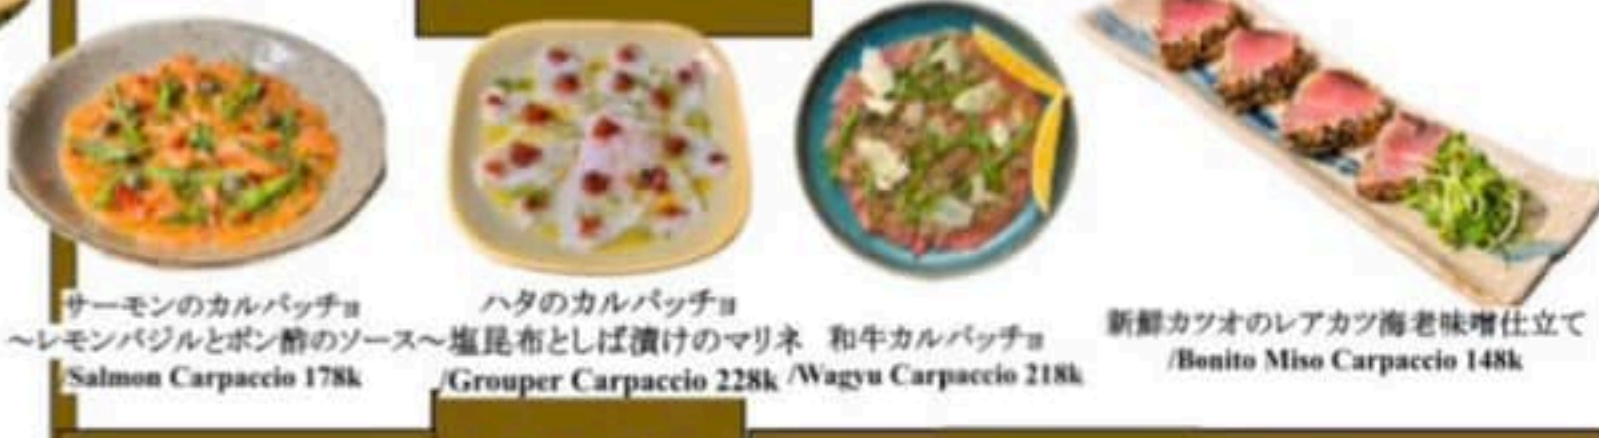 サーモンのカルパッチョ
～レモンバジルとポン酢のソース～
/Salmon Carpaccio 178k
ハタのカルパッチョ
塩昆布としば漬けのマリネ
/Grouper Carpaccio 228k
和牛カルパッチョ
/Wagyu Carpaccio 218k
新鮮カツオのレアカツ海老味噌仕立て
/Bonito Miso Carpaccio 148k